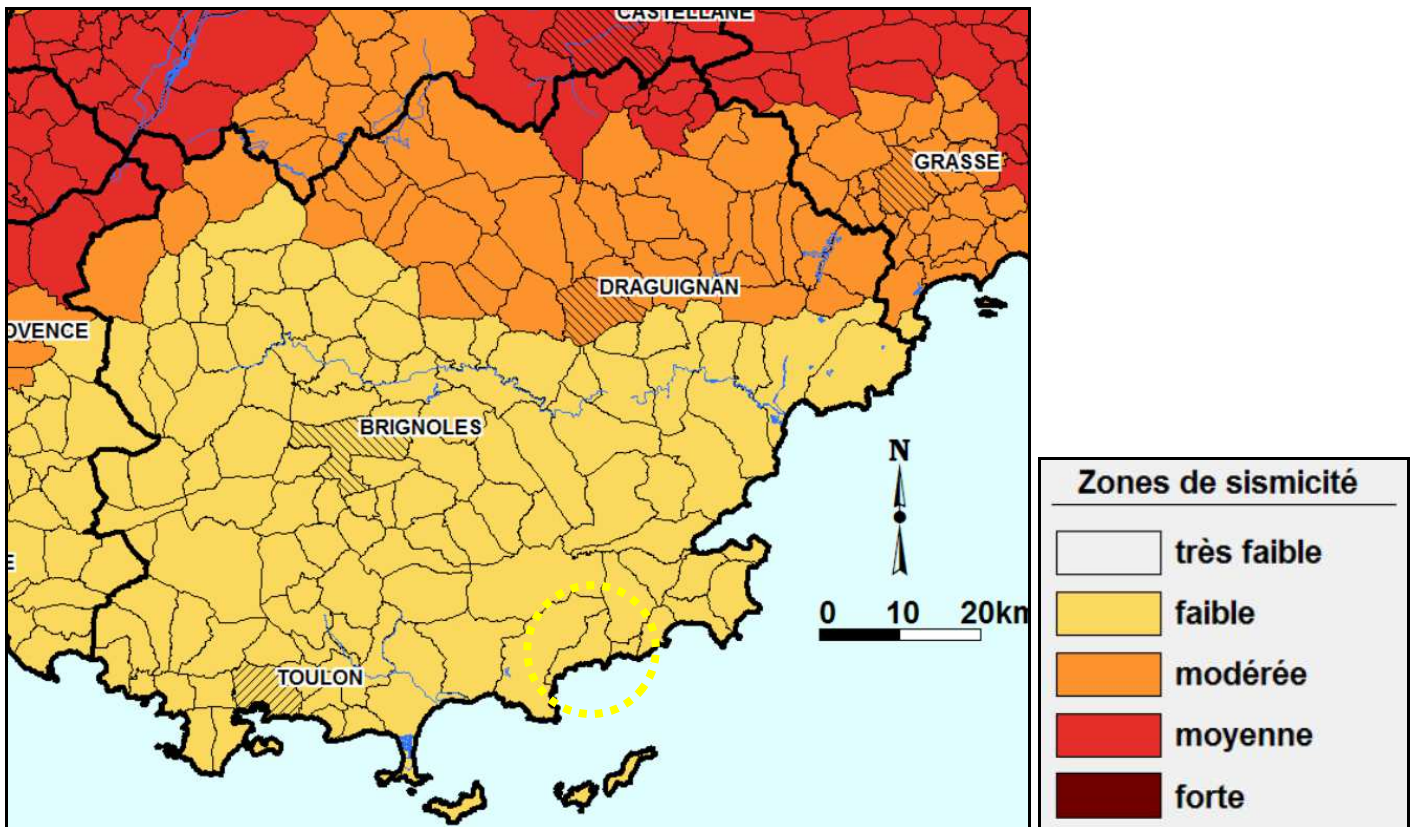 CASTELLANE
GRASSE
DRAGUIGNAN
OVENCE
BRIGNOLES
N
E
0 10 20km
TOULON
Zones de sismicité
très faible
faible
modérée
moyenne
forte